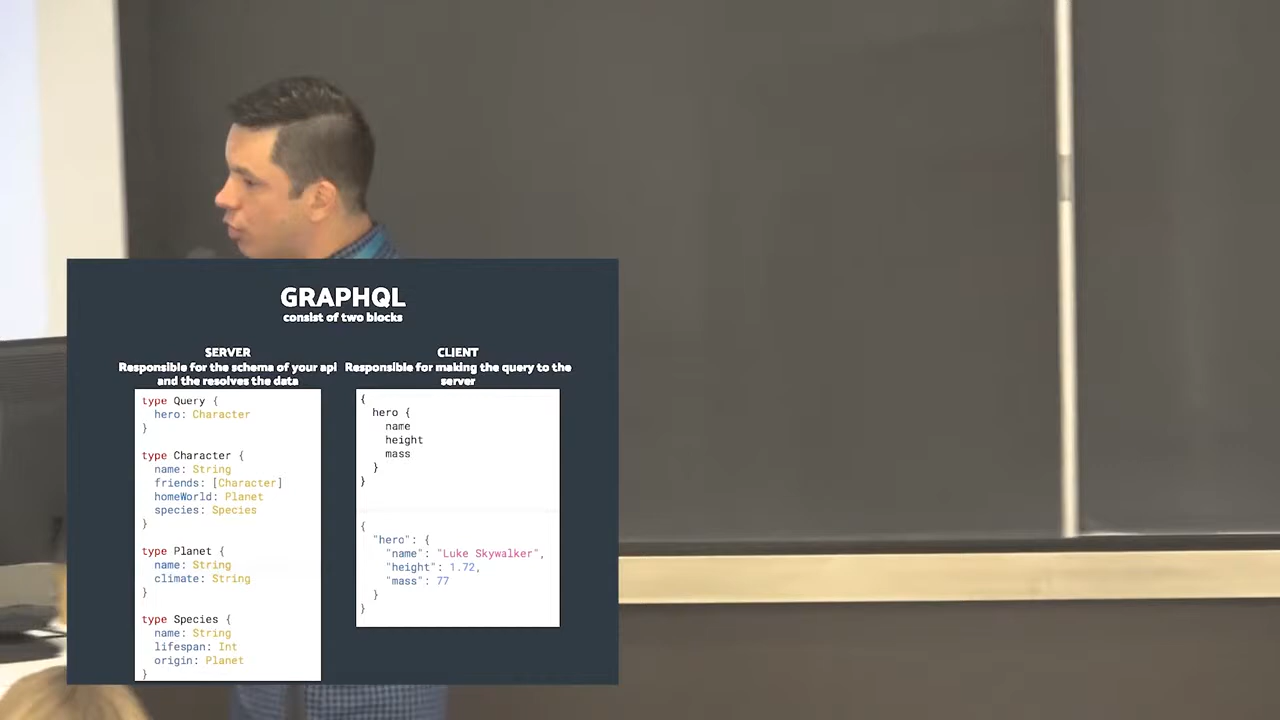 GRAPHQL
consist of two blocks
SERVER
Responsible for the schema of your api
and the resolves the data
type Query {
  hero: Character
}
type Character {
  name: String
  friends: [Character]
  homeWorld: Planet
  species: Species
}
type Planet {
  name: String
  climate: String
}
type Species {
  name: String
  lifespan: Int
  origin: Planet
}
CLIENT
Responsible for making the query to the
server
{
  hero {
    name
    height
    mass
  }
}
{
  "hero": {
    "name": "Luke Skywalker",
    "height": 1.72,
    "mass": 77
  }
}